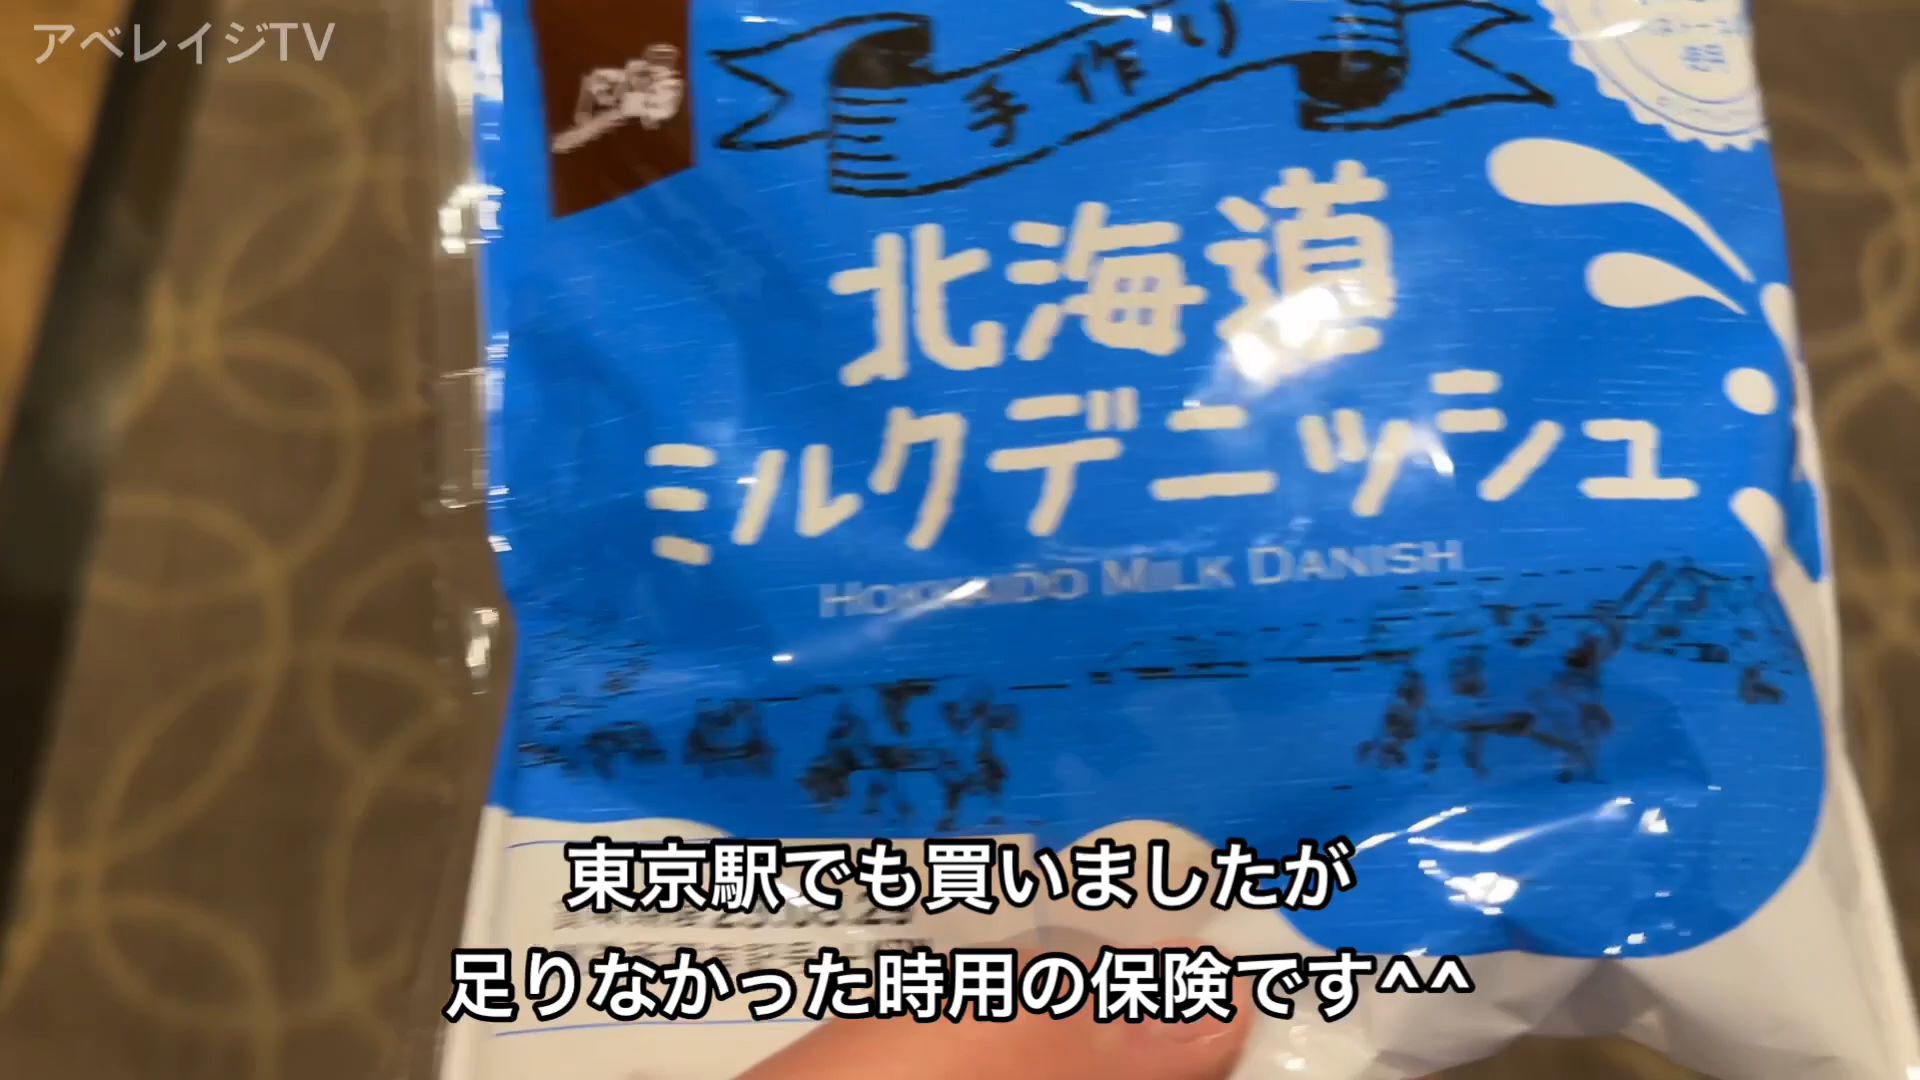 アベレイジTV
手作り
北海道
ミルクデニッシュ
HOKKAIDO MILK DANISH
東京駅でも買いましたが
足りなかった時用の保険です^^